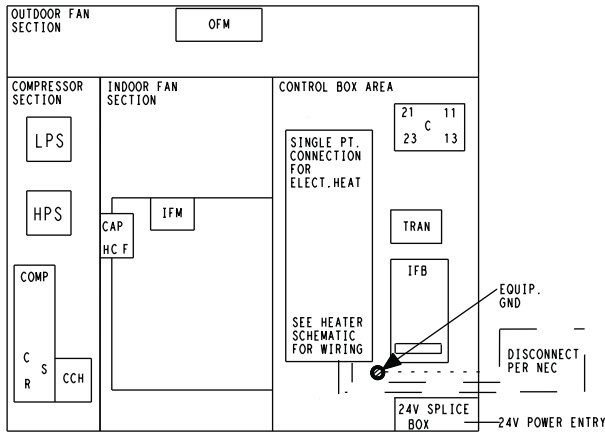 OUTDOOR FAN
SECTION
OFM
COMPRESSOR
SECTION
INDOOR FAN
SECTION
CONTROL BOX AREA
LPS
HPS
COMP
C
S
R
CCH
CAP
H C F
IFM
SINGLE PT.
CONNECTION
FOR
ELECT.HEAT
SEE HEATER
SCHEMATIC
FOR WIRING
21 11
C
23 13
TRAN
IFB
EQUIP.
GND
DISCONNECT
PER NEC
24V SPLICE
BOX
24V POWER ENTRY